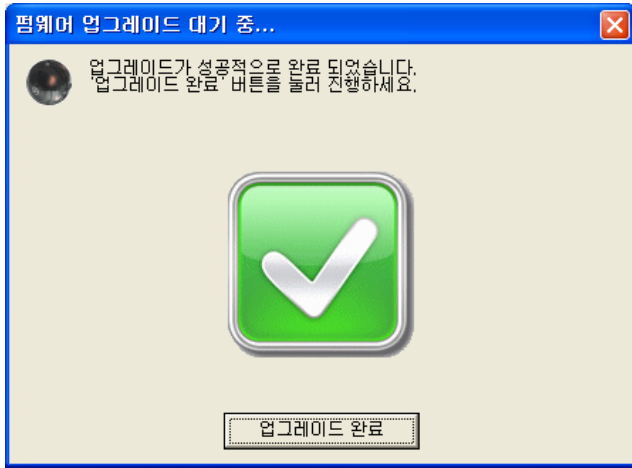 펌웨어 업그레이드 대기 중...
업그레이드가 성공적으로 완료 되었습니다.
'업그레이드 완료' 버튼을 눌러 진행하세요.
업그레이드 완료